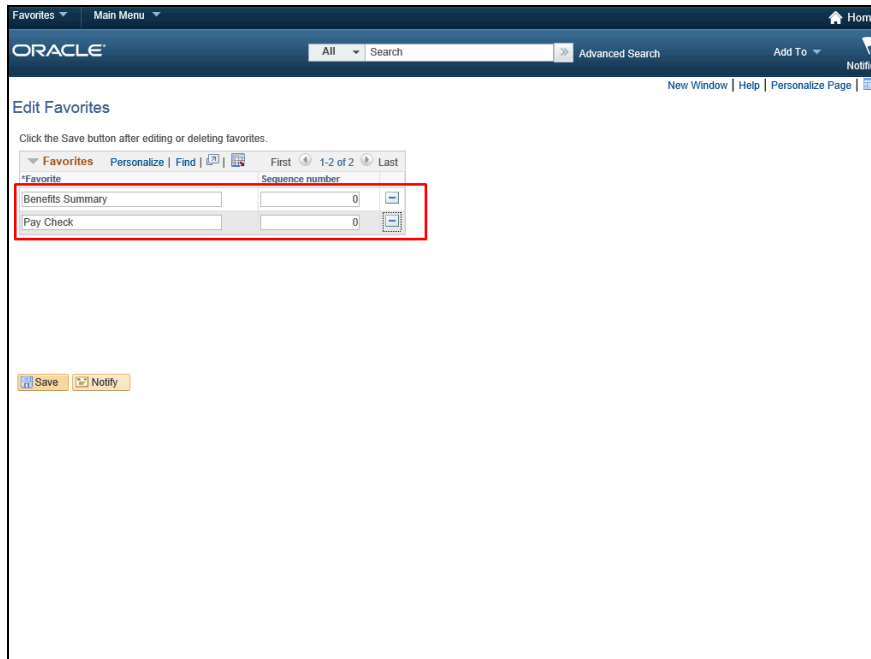 Favorites Main Menu
ORACLE All Search Advanced Search Add To
New Window | Help | Personalize Page |
Edit Favorites
Click the Save button after editing or deleting favorites.
Favorites Personalize | Find | | First 1-2 of 2 Last
*Favorite Sequence number
Benefits Summary 0
Pay Check 0
Save Notify